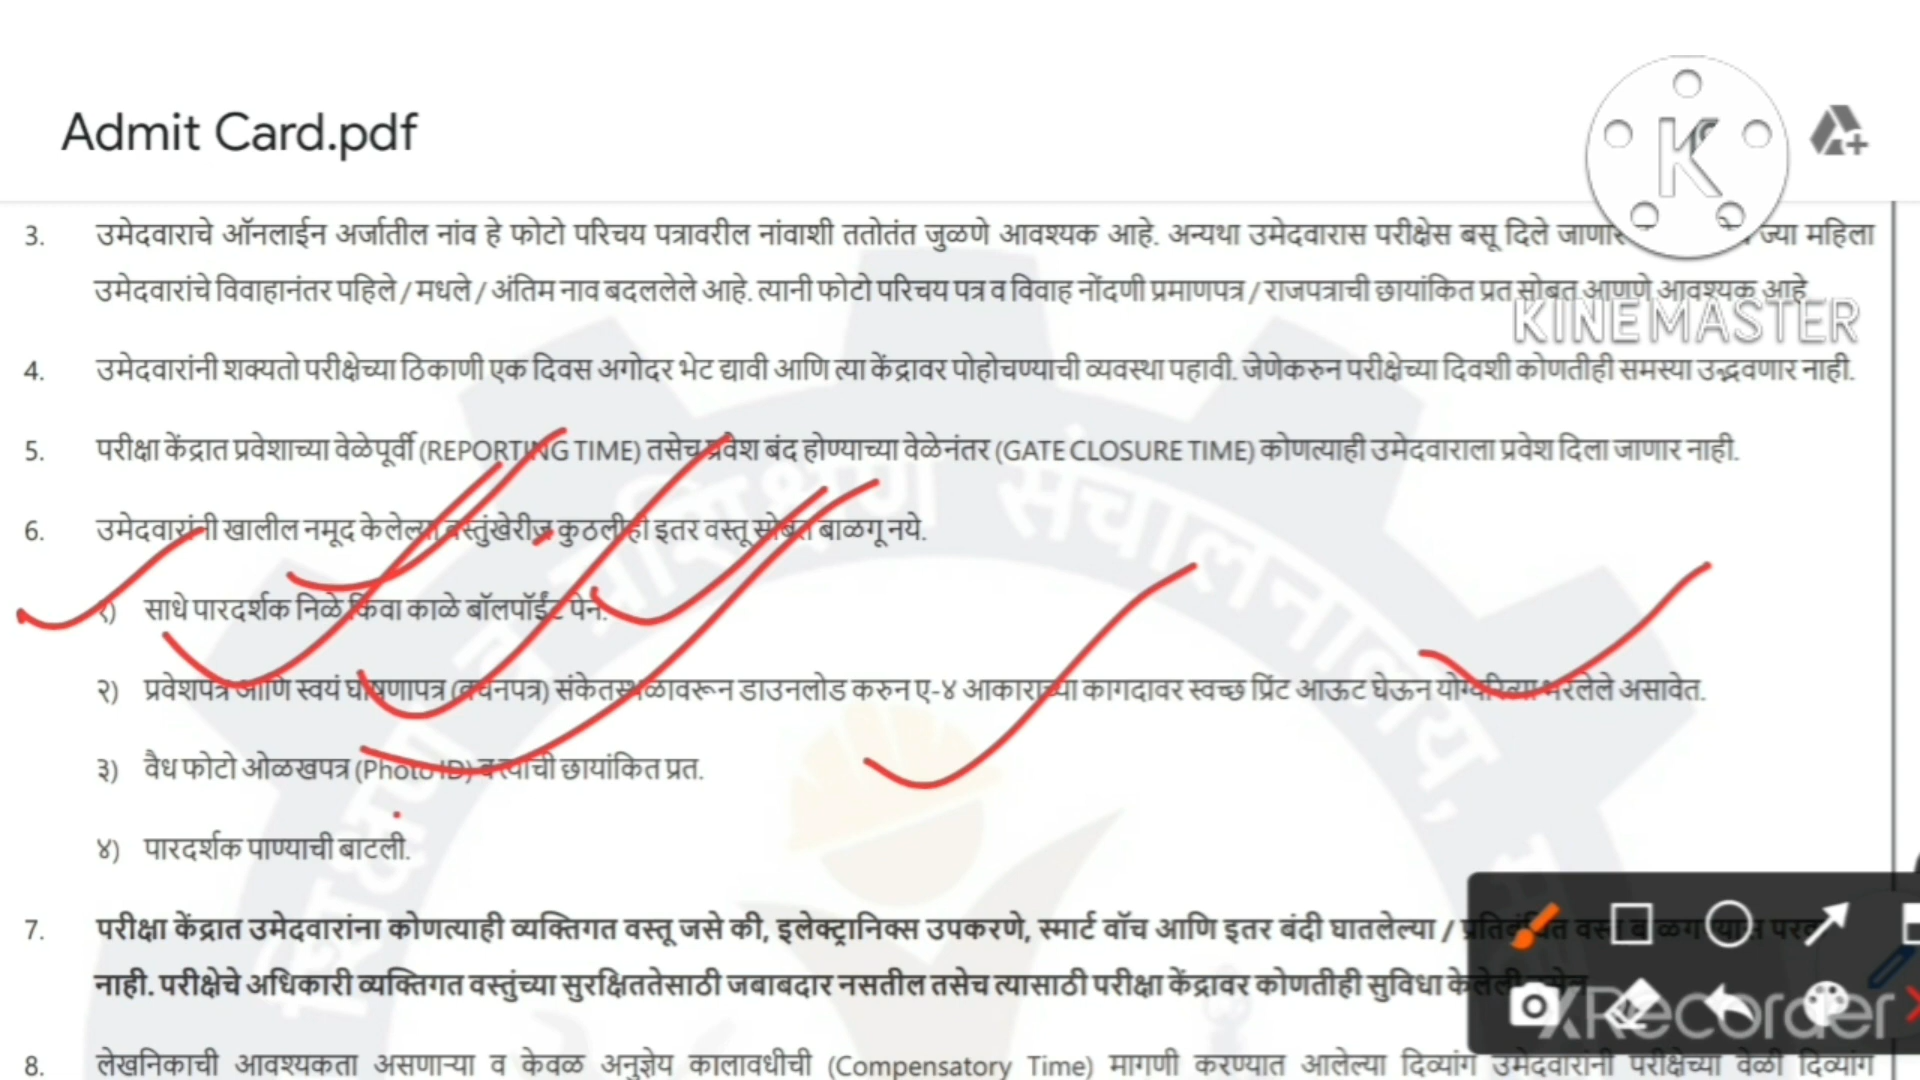 Admit Card.pdf
K
KINEMASTER
3. उमेदवाराचे ऑनलाईन अर्जातील नांव हे फोटो परिचय पत्रावरील नांवाशी ततोतंत जुळणे आवश्यक आहे. अन्यथा उमेदवारास परीक्षेस बसू दिले ज्या महिला
उमेदवारांचे विवाहानंतर पहिले / मधले / अंतिम नाव बदललेले आहे. त्यानी फोटो परिचय पत्र व विवाह नोंदणी प्रमाणपत्र / राजपत्राची छायांकित प्रत सोबत आणणे आवश्यक आहे
4. उमेदवारांनी शक्यतो परीक्षेच्या ठिकाणी एक दिवस अगोदर भेट द्यावी आणि त्या केंद्रावर पोहोचण्याची व्यवस्था पहावी. जेणेकरुन परीक्षेच्या दिवशी कोणतीही समस्या उद्भवणार नाही.
5. परीक्षा केंद्रात प्रवेशाच्या वेळेपूर्वी (REPORTING TIME) तसेच प्रवेश बंद होण्याच्या वेळेनंतर (GATE CLOSURE TIME) कोणत्याही उमेदवाराला प्रवेश दिला जाणार नाही.
6. उमेदवारांनी खालील नमूद केलेल्या वस्तुंखेरीज कुठलीही इतर वस्तू सोबत बाळगू नये.
१) साधे पारदर्शक निळे किंवा काळे बॉलपॉईंट पेन.
२) प्रवेशपत्र आणि स्वयं घोषणापत्र (वचनपत्र) संकेतस्थळावरून डाउनलोड करुन ए-४ आकाराच्या कागदावर स्वच्छ प्रिंट आऊट घेऊन योग्यरित्या भरलेले असावेत.
३) वैध फोटो ओळखपत्र (Photo ID) व त्याची छायांकित प्रत.
४) पारदर्शक पाण्याची बाटली.
7. परीक्षा केंद्रात उमेदवारांना कोणत्याही व्यक्तिगत वस्तू जसे की, इलेक्ट्रानिक्स उपकरणे, स्मार्ट वॉच आणि इतर बंदी घातलेल्या /
नाही. परीक्षेचे अधिकारी व्यक्तिगत वस्तुंच्या सुरक्षिततेसाठी जबाबदार नसतील तसेच त्यासाठी परीक्षा केंद्रावर कोणतीही सुविधा
XRecorder
8. लेखनिकाची आवश्यकता असणाऱ्या व केवळ अनुज्ञेय कालावधीची (Compensatory Time) मागणी करण्यात आलेल्या दिव्यांग उमेदवारांनी परीक्षेच्या वेळी दिव्यांग